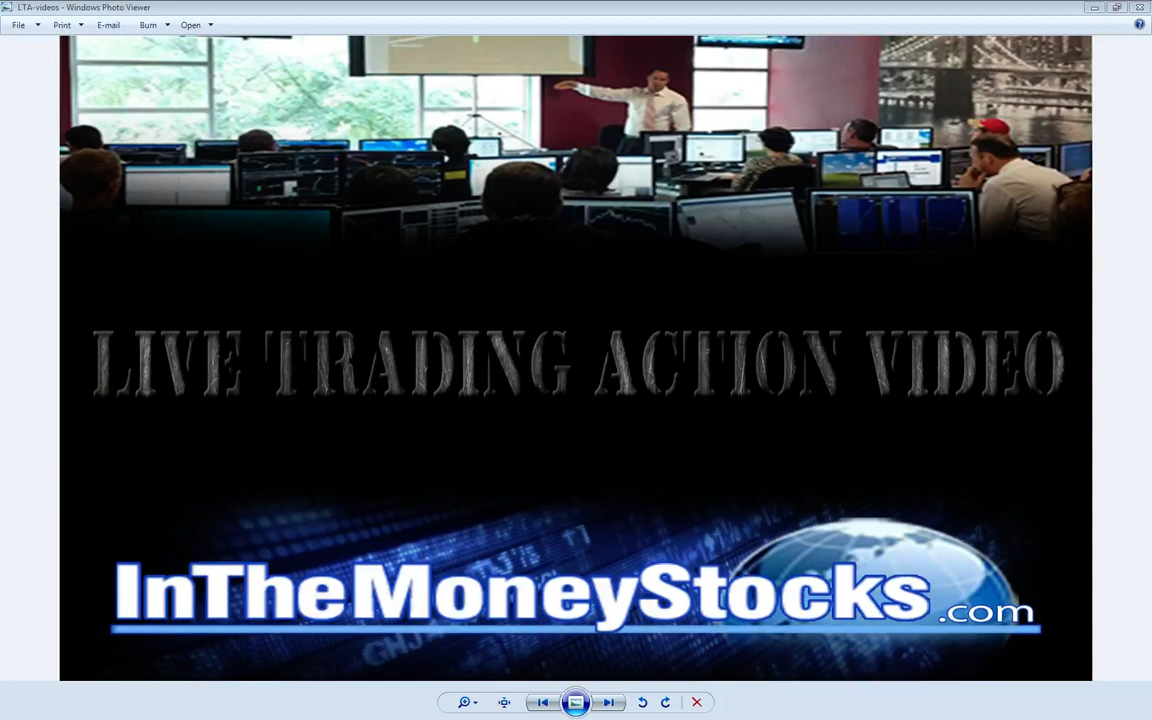 LTA-videos - Windows Photo Viewer
File Print E-mail Burn Open
LIVE TRADING ACTION VIDEO
InTheMoneyStocks.com